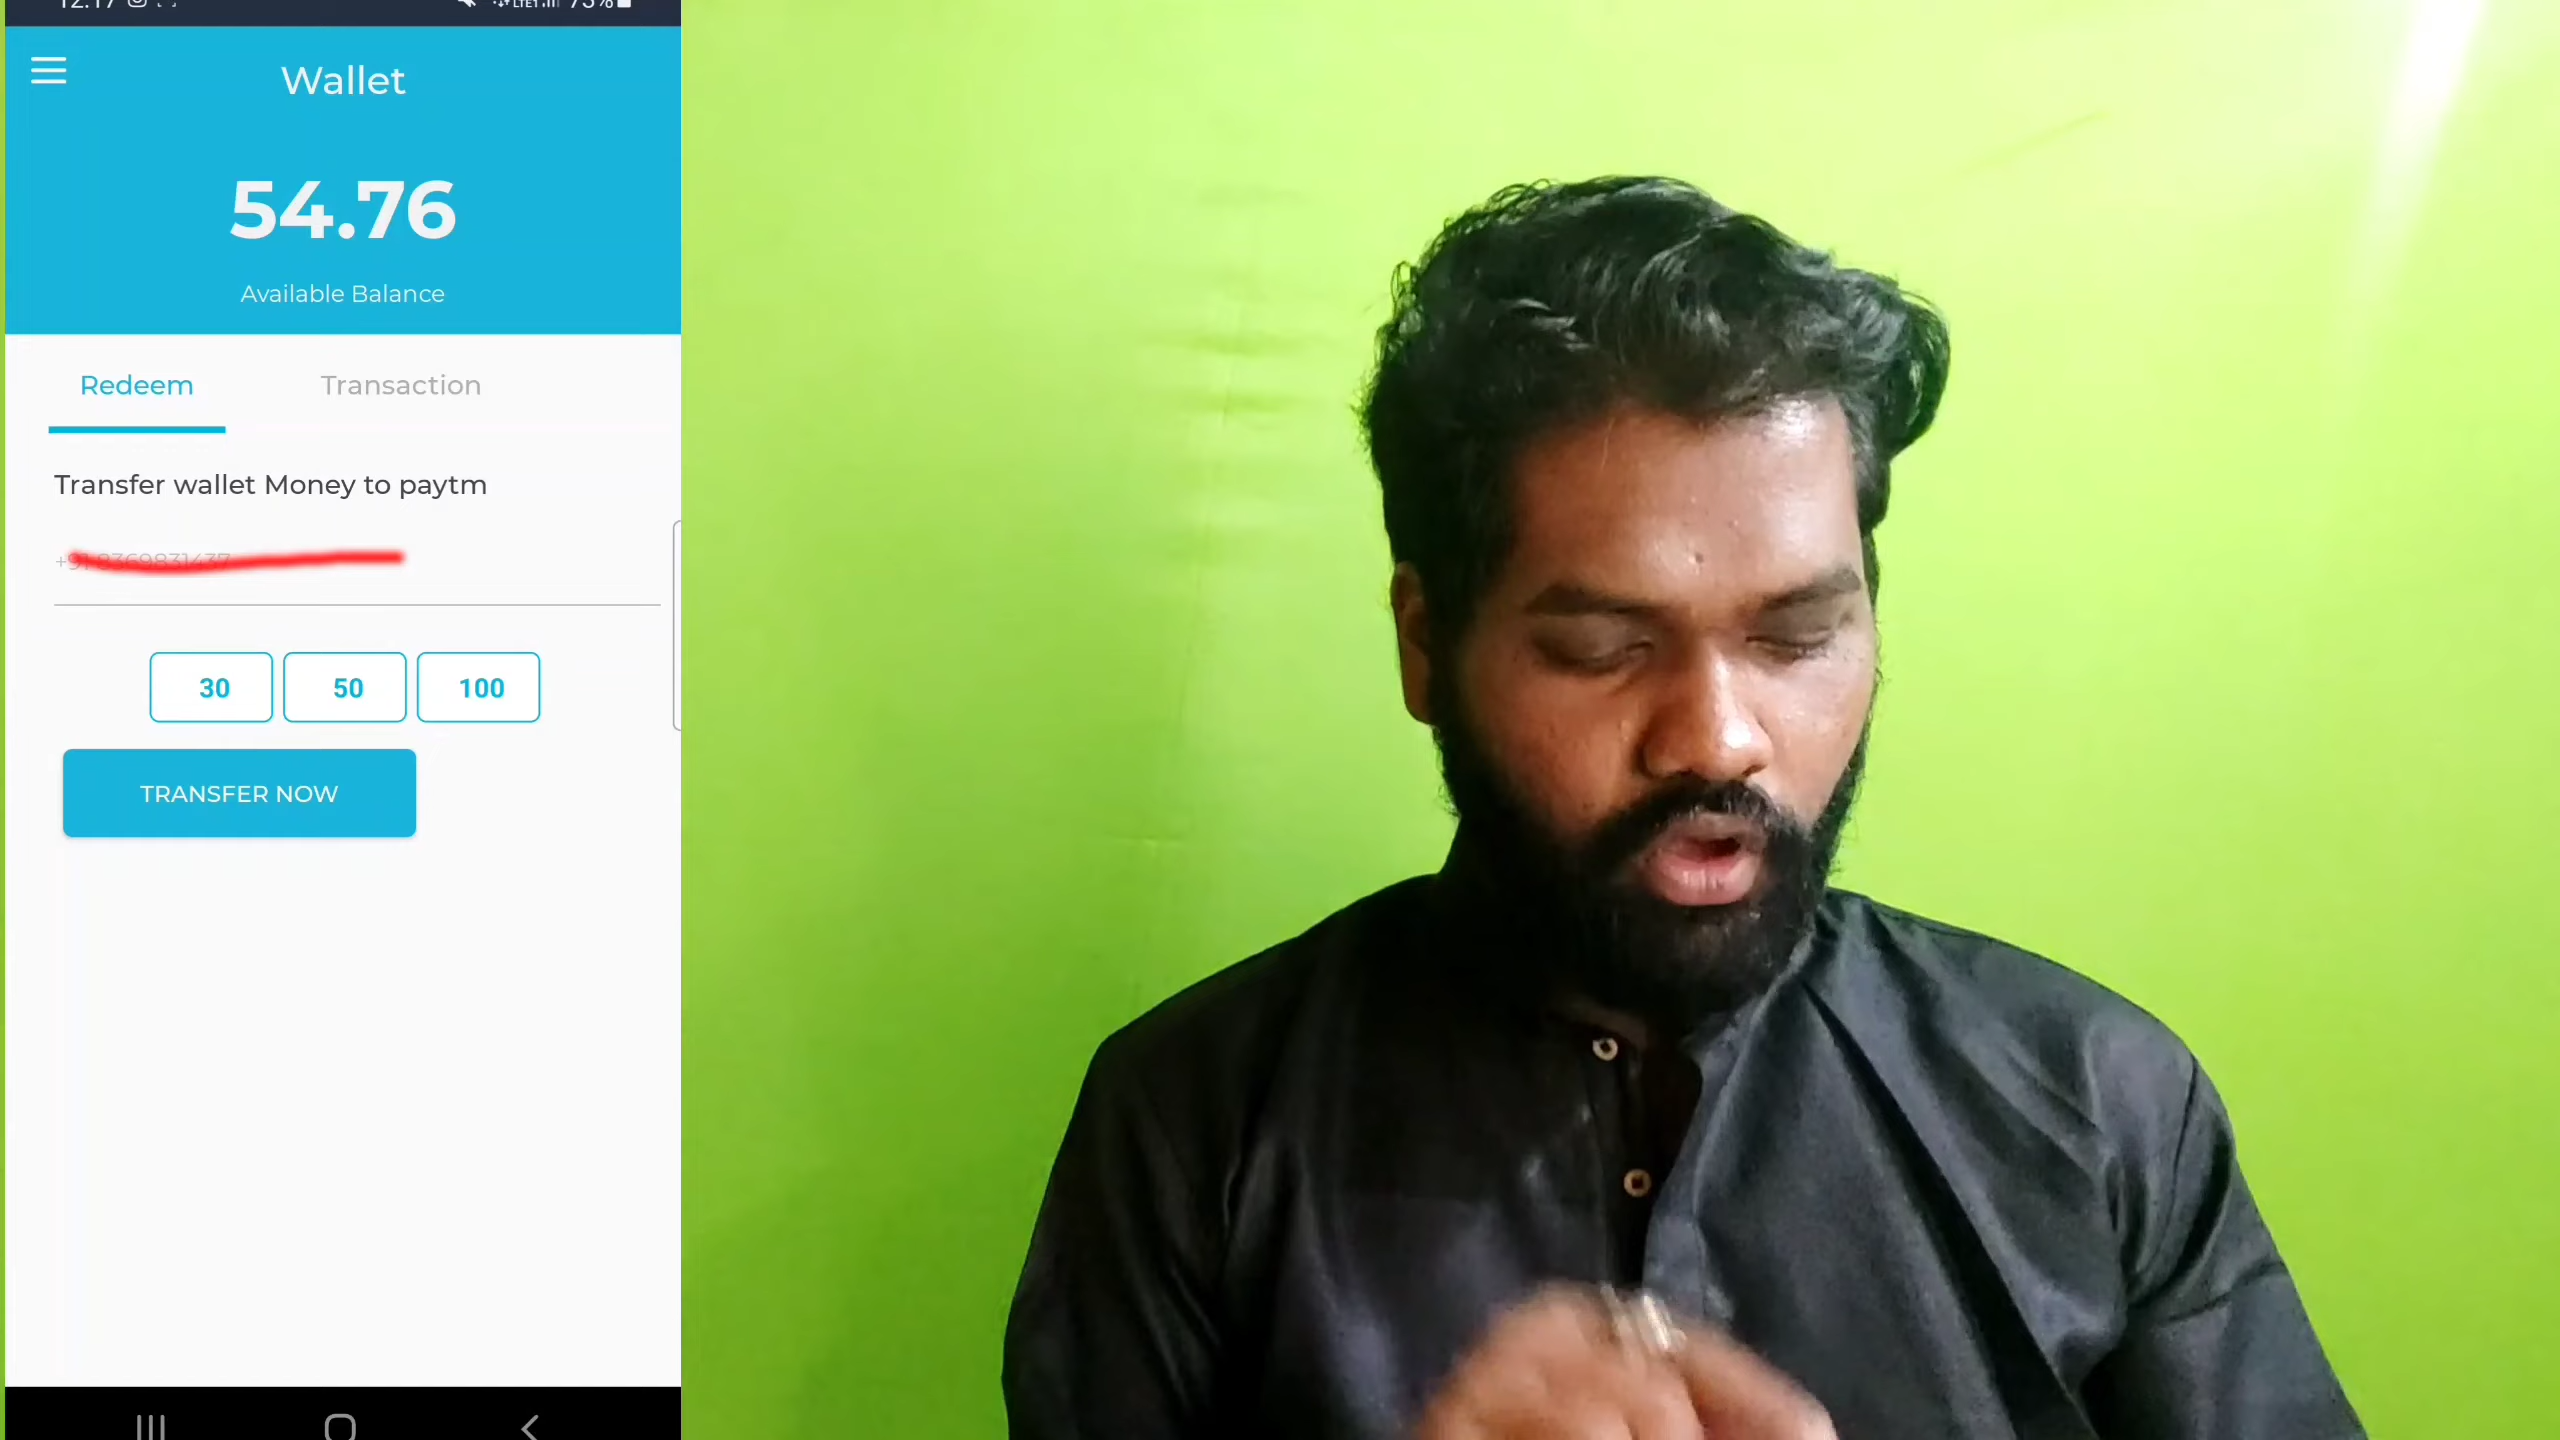 Wallet
54.76
Available Balance
Redeem Transaction
Transfer wallet Money to paytm
30 50 100
TRANSFER NOW